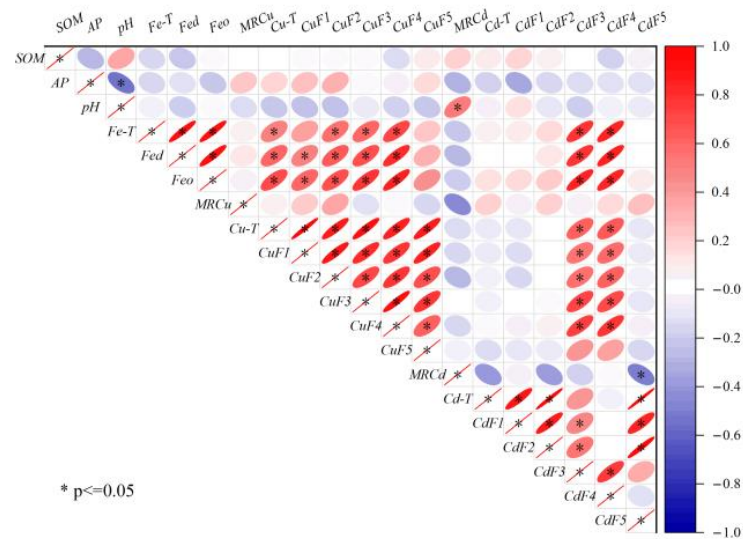 SOM AP pH Fe-T Fed Feo MRCu Cu-T CuF1 CuF2 CuF3 CuF4 CuF5 MRCd Cd-T CdF1 CdF2 CdF3 CdF4 CdF5
SOM
AP
pH
Fe-T
Fed
Feo
MRCu
Cu-T
CuF1
CuF2
CuF3
CuF4
CuF5
MRCd
Cd-T
CdF1
CdF2
CdF3
CdF4
CdF5
* p<=0.05
1.0
0.8
0.6
0.4
0.2
-0.0
-0.2
-0.4
-0.6
-0.8
-1.0